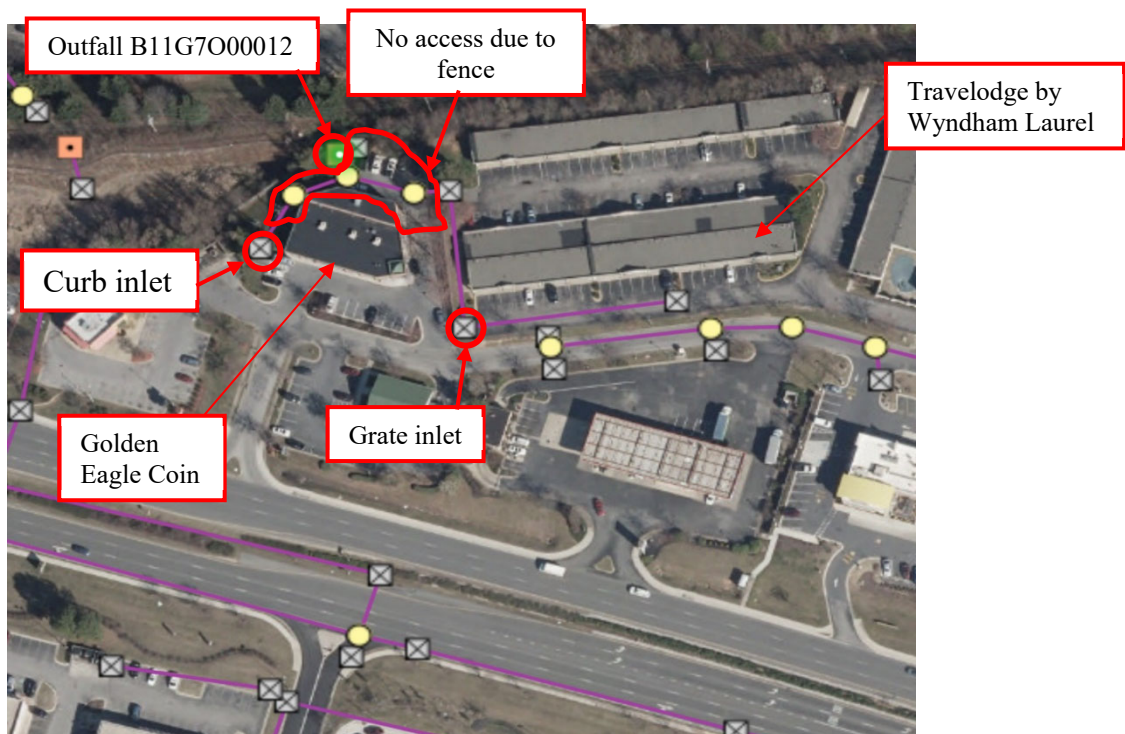 Outfall B11G7O00012
No access due to
fence
Travelodge by
Wyndham Laurel
Curb inlet
Golden
Eagle Coin
Grate inlet